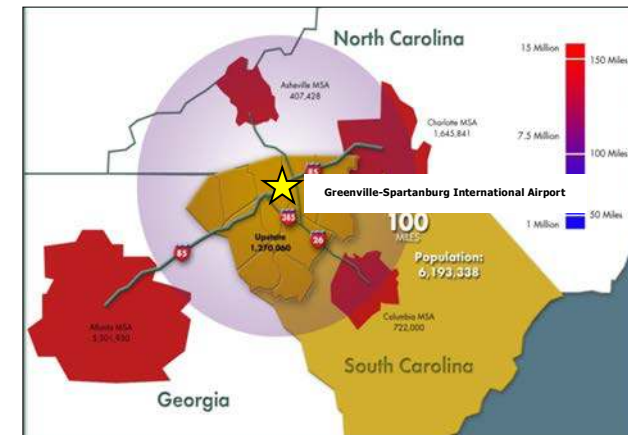 North Carolina
15 Million
150 Miles
Asheville MSA
407,428
Charlotte MSA
1,645,841
7.5 Million
100 Miles
85
Greenville-Spartanburg International Airport
385
100
MILES
50 Miles
1 Million
Upstate
1,270,060
26
85
Population:
6,193,338
Atlanta MSA
Columbia MSA
722,000
South Carolina
Georgia